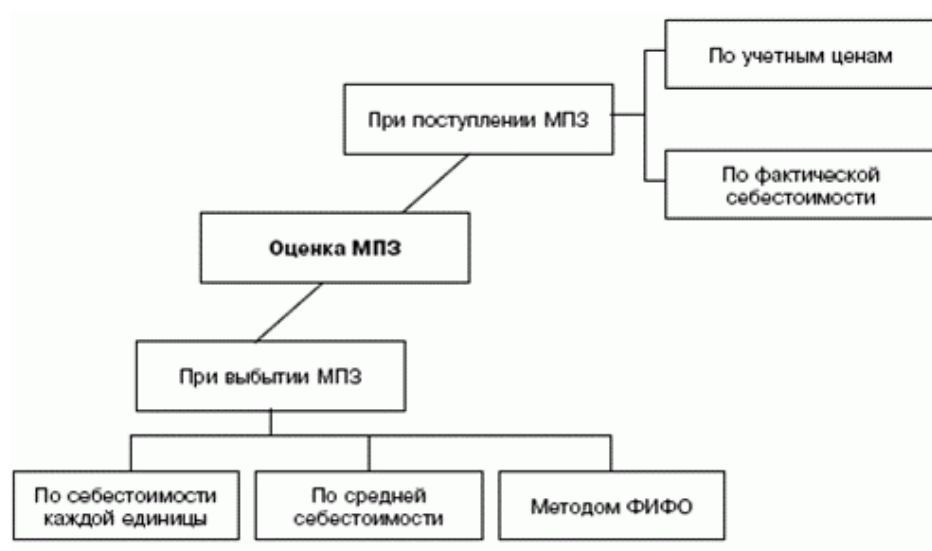 По учетным ценам
При поступлении МПЗ
По фактической
себестоимости
Оценка МПЗ
При выбытии МПЗ
По себестоимости
каждой единицы
По средней
себестоимости
Методом ФИФО